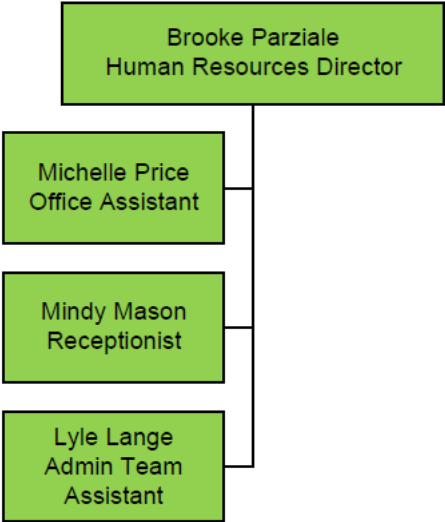 Brooke Parziale
Human Resources Director
Michelle Price
Office Assistant
Mindy Mason
Receptionist
Lyle Lange
Admin Team
Assistant